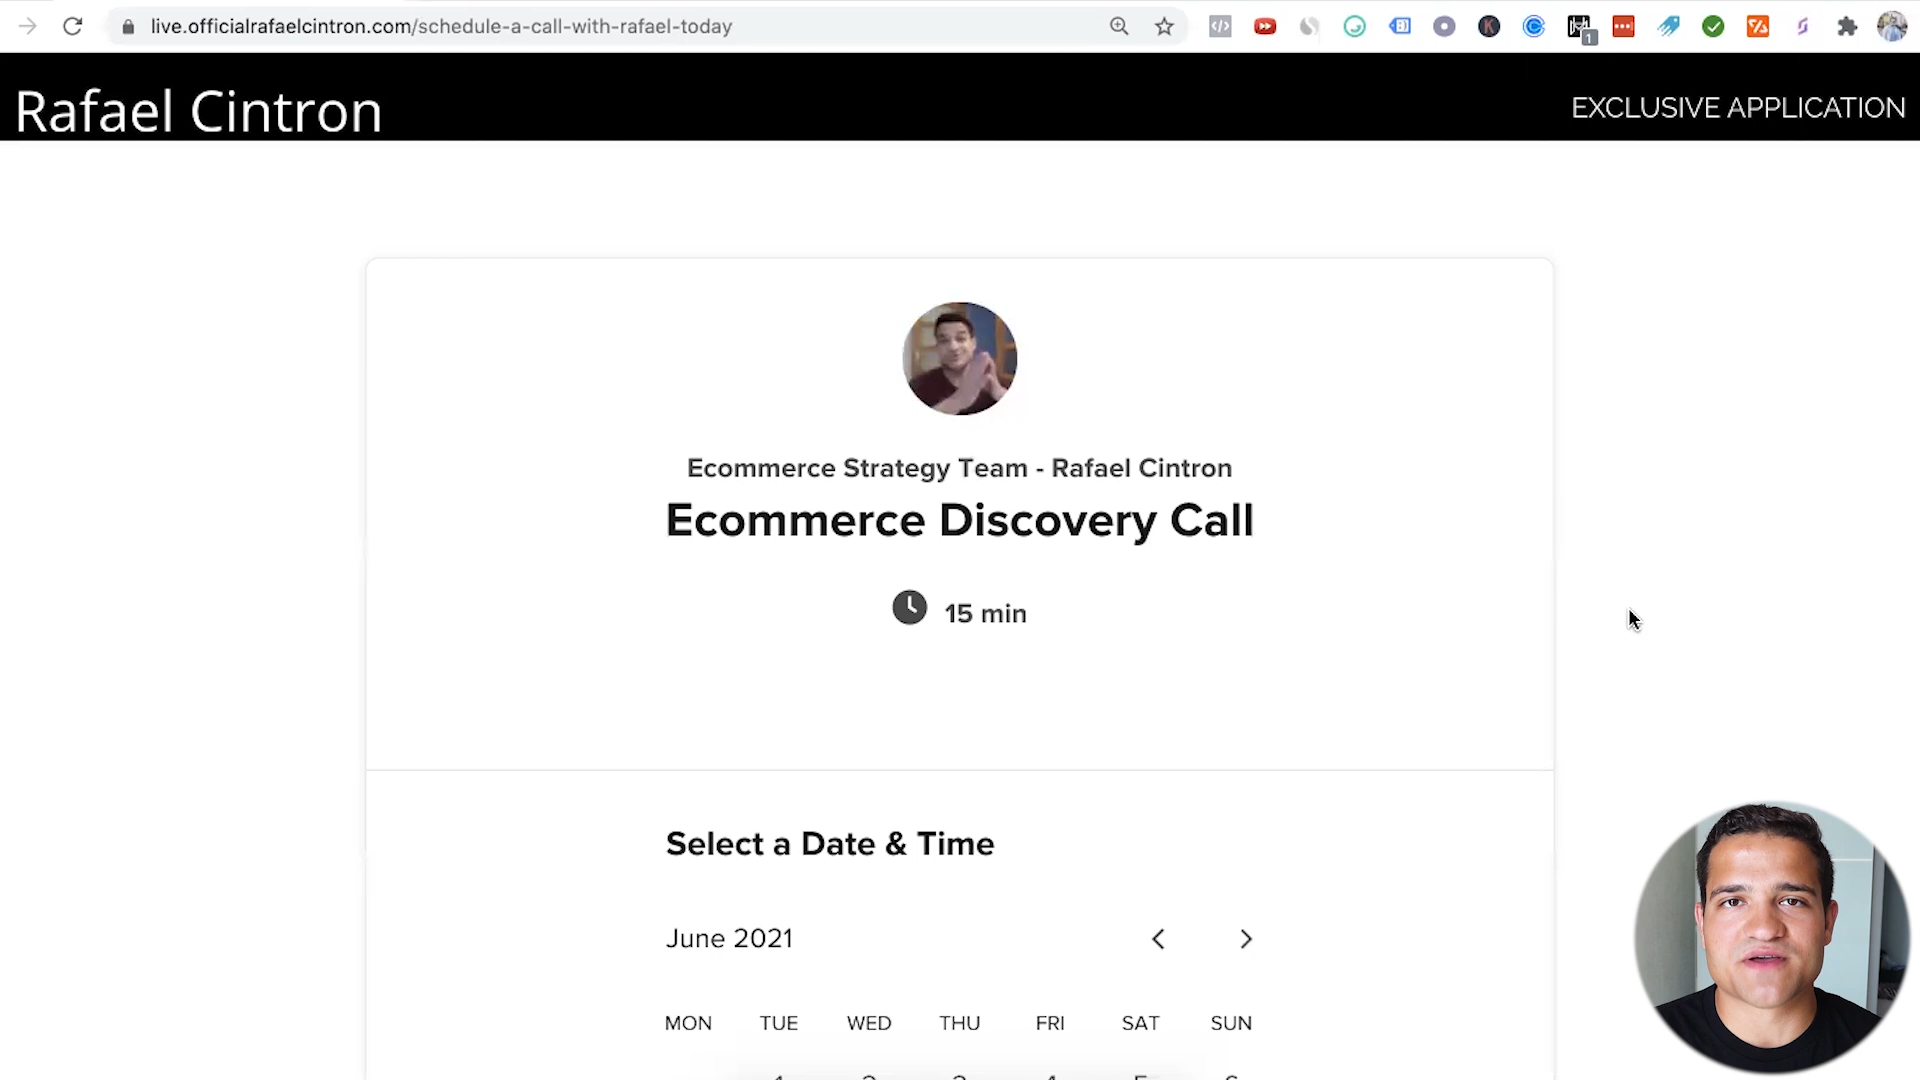 live.officialrafaelcintron.com/schedule-a-call-with-rafael-today
1
Rafael Cintron
EXCLUSIVE APPLICATION
Ecommerce Strategy Team - Rafael Cintron
Ecommerce Discovery Call
15 min
Select a Date & Time
June 2021
MON TUE WED THU FRI SAT SUN